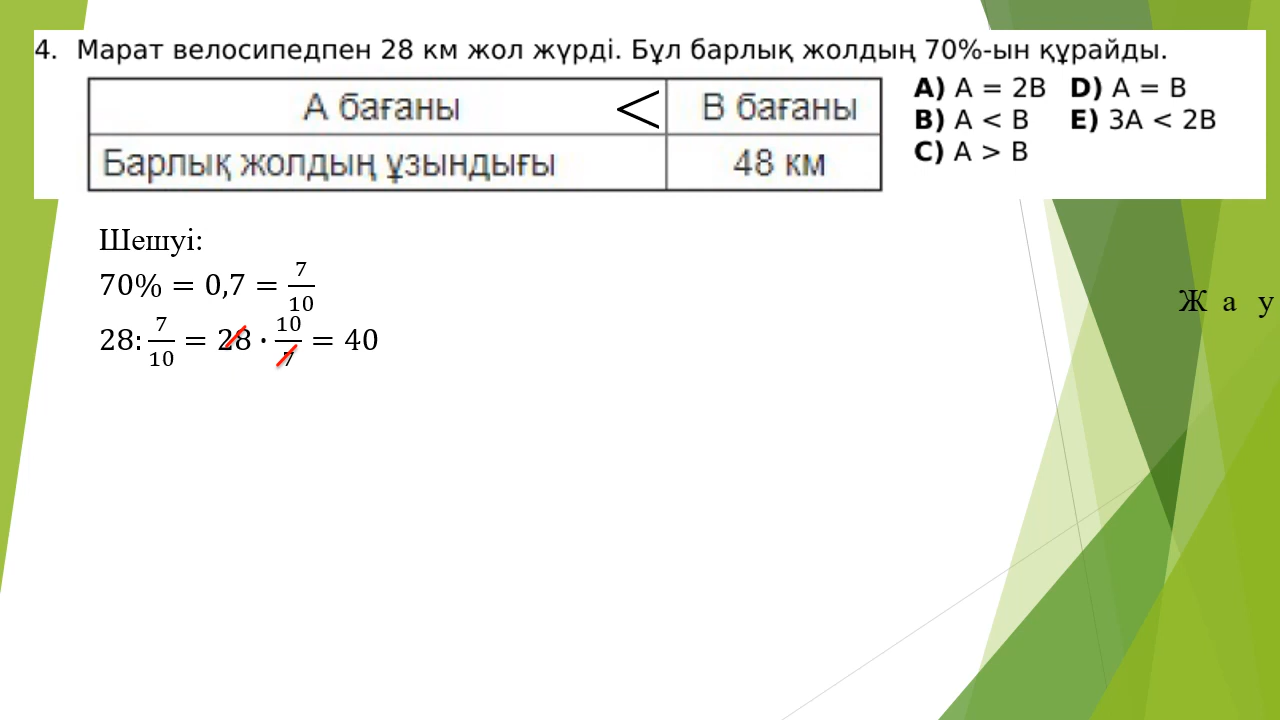 4. Марат велосипедпен 28 км жол жүрді. Бұл барлық жолдың 70%-ын құрайды.
А бағаны < В бағаны
Барлық жолдың ұзындығы 48 км
A) A = 2B D) A = B
B) A < B E) 3A < 2B
C) A > B
Шешуі:
70% = 0,7 = 7/10
28: 7/10 = 28 · 10/7 = 40
Ж а у